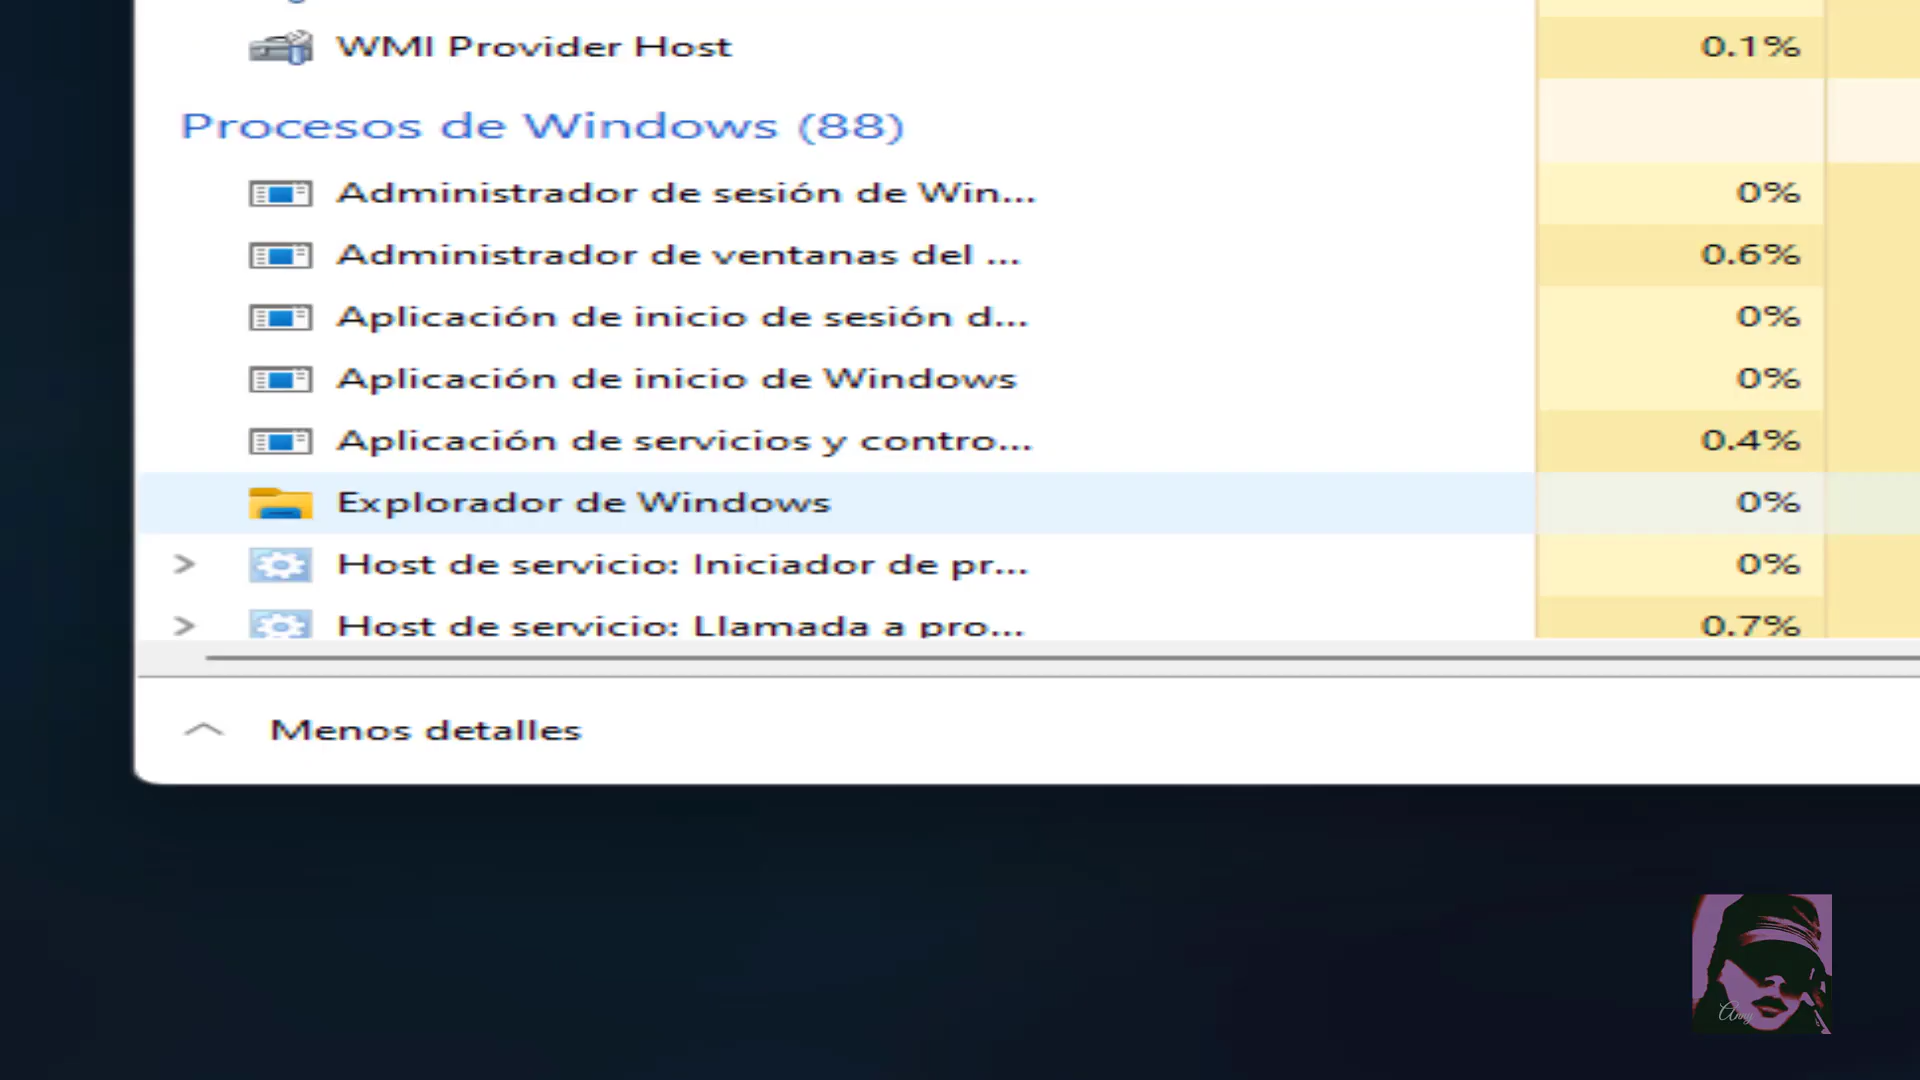 WMI Provider Host 0.1%
Procesos de Windows (88)
Administrador de sesión de Win... 0%
Administrador de ventanas del ... 0.6%
Aplicación de inicio de sesión d... 0%
Aplicación de inicio de Windows 0%
Aplicación de servicios y contro... 0.4%
Explorador de Windows 0%
Host de servicio: Iniciador de pr... 0%
Host de servicio: Llamada a pro... 0.7%
Menos detalles
Anny